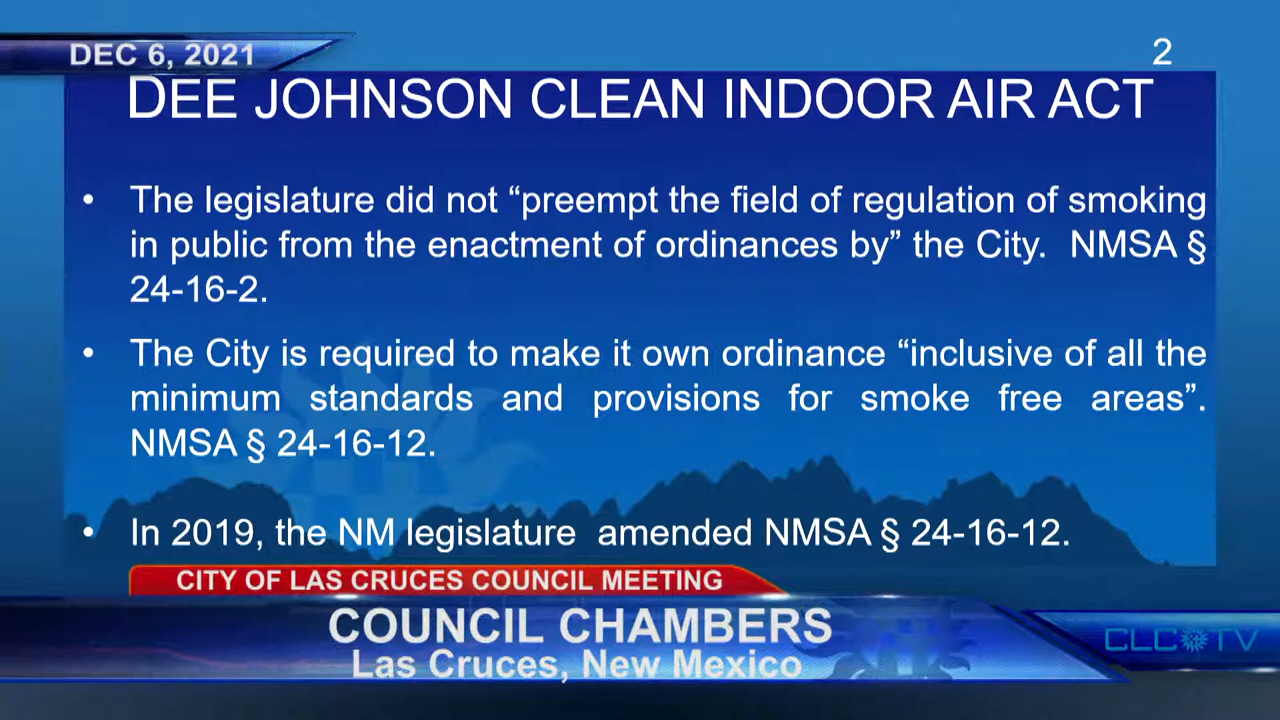 DEC 6, 2021
2
DEE JOHNSON CLEAN INDOOR AIR ACT
• The legislature did not “preempt the field of regulation of smoking
in public from the enactment of ordinances by” the City. NMSA §
24-16-2.
• The City is required to make it own ordinance “inclusive of all the
minimum standards and provisions for smoke free areas”.
NMSA § 24-16-12.
• In 2019, the NM legislature amended NMSA § 24-16-12.
CITY OF LAS CRUCES COUNCIL MEETING
COUNCIL CHAMBERS
Las Cruces, New Mexico
CLC TV